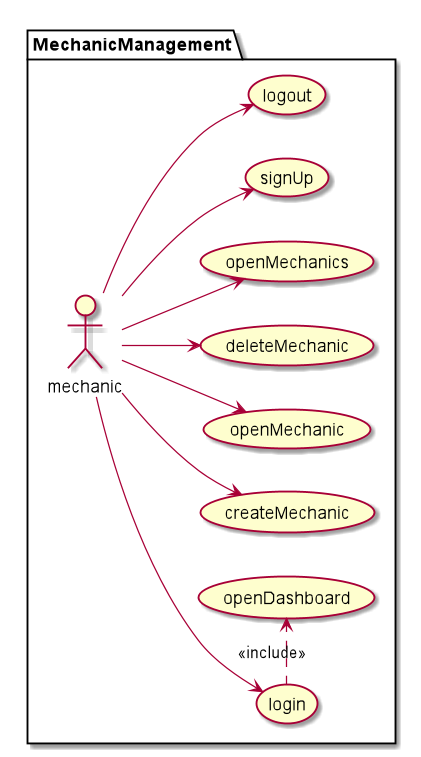 MechanicManagement
logout
signUp
openMechanics
deleteMechanic
mechanic
openMechanic
createMechanic
openDashboard
«include»
login